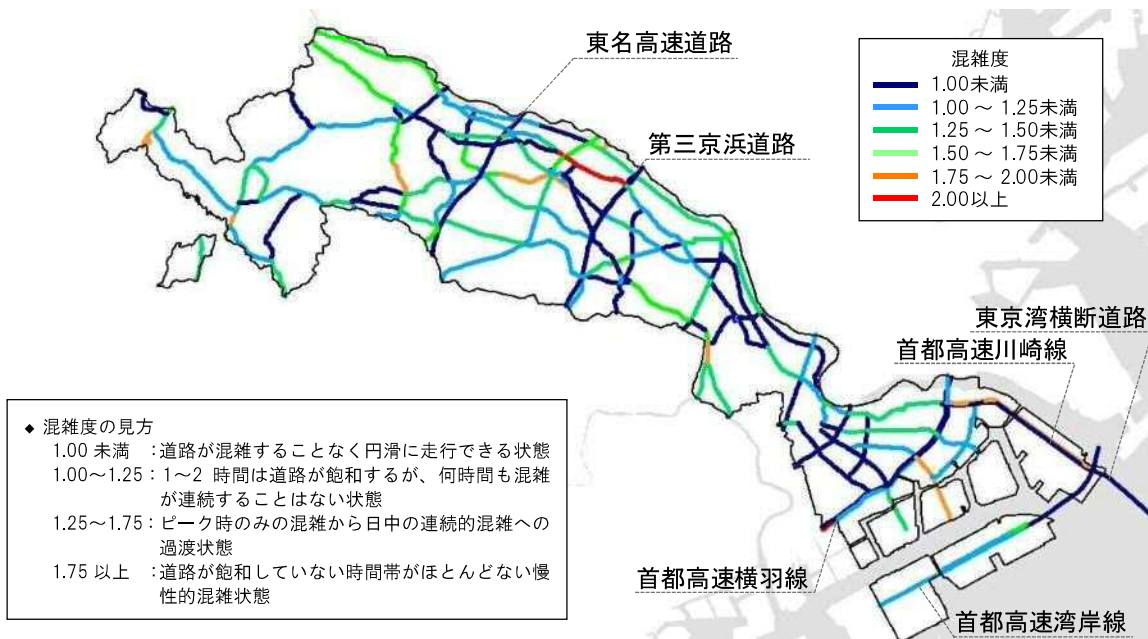 東名高速道路
第三京浜道路
混雑度
1.00未満
1.00 ～ 1.25未満
1.25 ～ 1.50未満
1.50 ～ 1.75未満
1.75 ～ 2.00未満
2.00以上
東京湾横断道路
首都高速川崎線
◆ 混雑度の見方
1.00 未満 ：道路が混雑することなく円滑に走行できる状態
1.00～1.25：1～2 時間は道路が飽和するが、何時間も混雑
が連続することはない状態
1.25～1.75：ピーク時のみの混雑から日中の連続的混雑への
過渡状態
1.75 以上 ：道路が飽和していない時間帯がほとんどない慢
性的混雑状態
首都高速横羽線
首都高速湾岸線